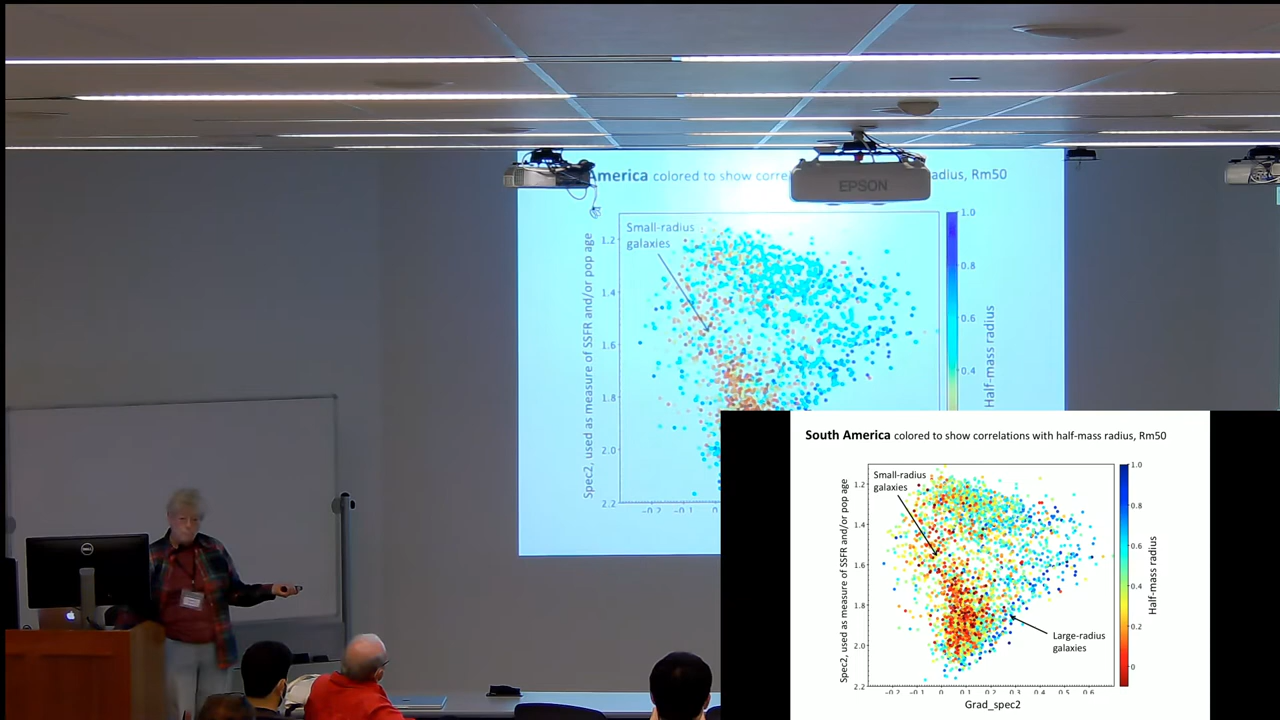 America colored to show corre
adius, Rm50
EPSON
Small-radius
galaxies
Spec2, used as measure of SSFR and/or pop age
1.2
1.4
1.6
1.8
2.0
2.2
-0.2
-0.1
1.0
0.8
0.6
0.4
Half-mass radius
DELL
South America colored to show correlations with half-mass radius, Rm50
Small-radius
galaxies
Spec2, used as measure of SSFR and/or pop age
1.2
1.4
1.6
1.8
2.0
2.2
-0.2
-0.1
0
0.1
0.2
0.3
0.4
0.5
0.6
Grad_spec2
Large-radius
galaxies
1.0
0.8
0.6
0.4
0.2
0
Half-mass radius